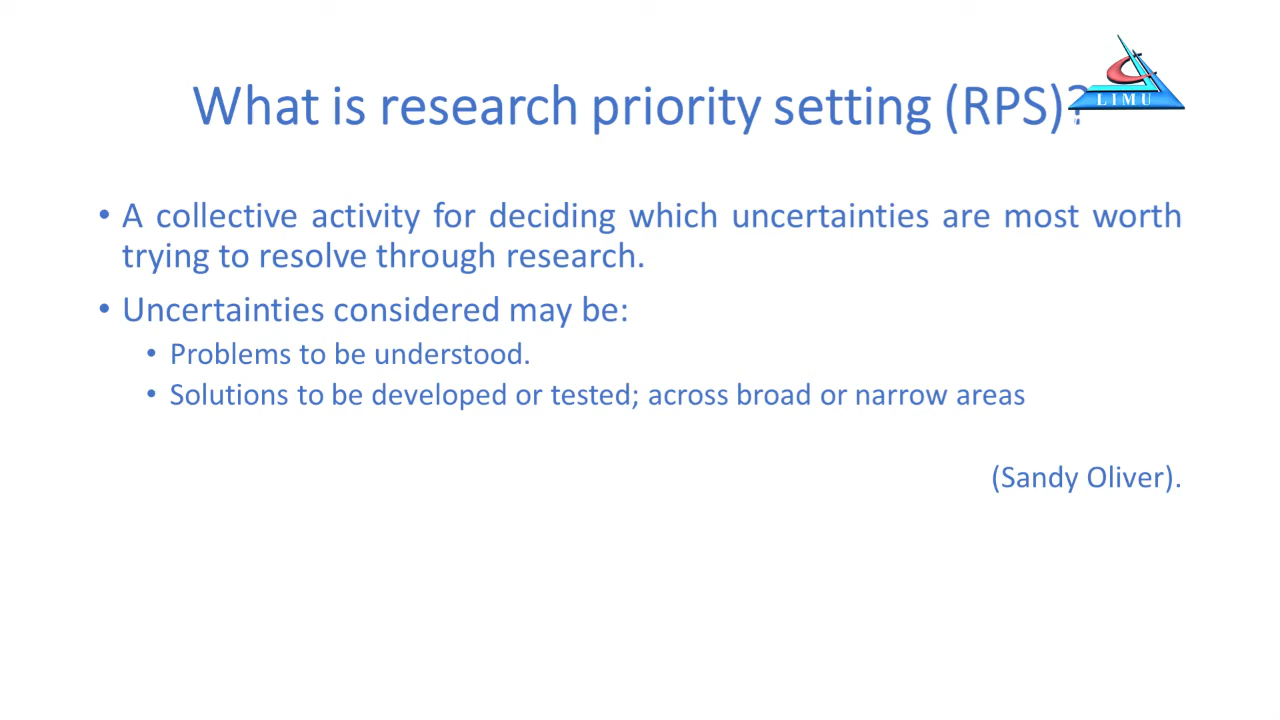 What is research priority setting (RPS)?
LIMU
• A collective activity for deciding which uncertainties are most worth
trying to resolve through research.
• Uncertainties considered may be:
• Problems to be understood.
• Solutions to be developed or tested; across broad or narrow areas
(Sandy Oliver).